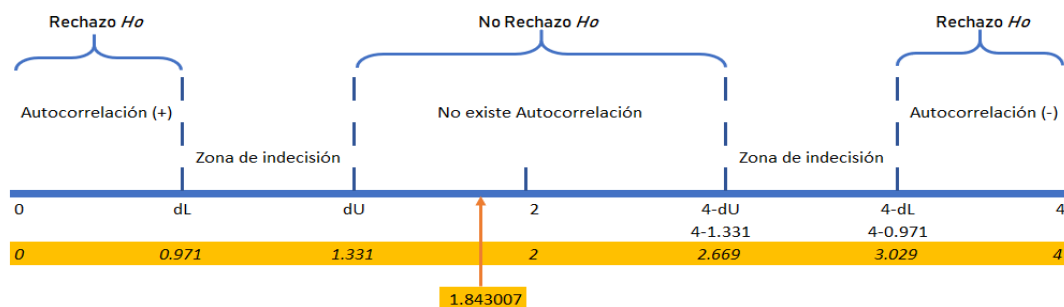 Rechazo Ho No Rechazo Ho Rechazo Ho
Autocorrelación (+) No existe Autocorrelación Autocorrelación (-)
Zona de indecisión Zona de indecisión
0 dL dU 2 4-dU 4-dL 4
4-1.331 4-0.971
0 0.971 1.331 2 2.669 3.029 4
1.843007